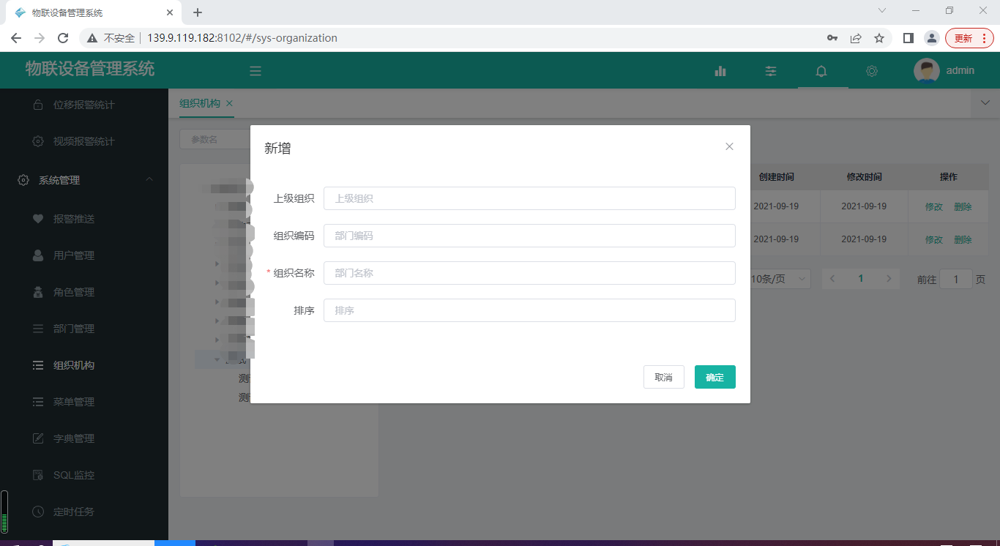 物联设备管理系统
不安全 139.9.119.182:8102/#/sys-organization
更新
物联设备管理系统
admin
位移报警统计
视频报警统计
系统管理
报警推送
用户管理
角色管理
部门管理
组织机构
菜单管理
字典管理
SQL监控
定时任务
组织机构
参数名
新增
上级组织 上级组织
组织编码 部门编码
* 组织名称 部门名称
排序 排序
取消 确定
创建时间 修改时间 操作
2021-09-19 2021-09-19 修改 删除
2021-09-19 2021-09-19 修改 删除
10条/页 1 前往 1 页